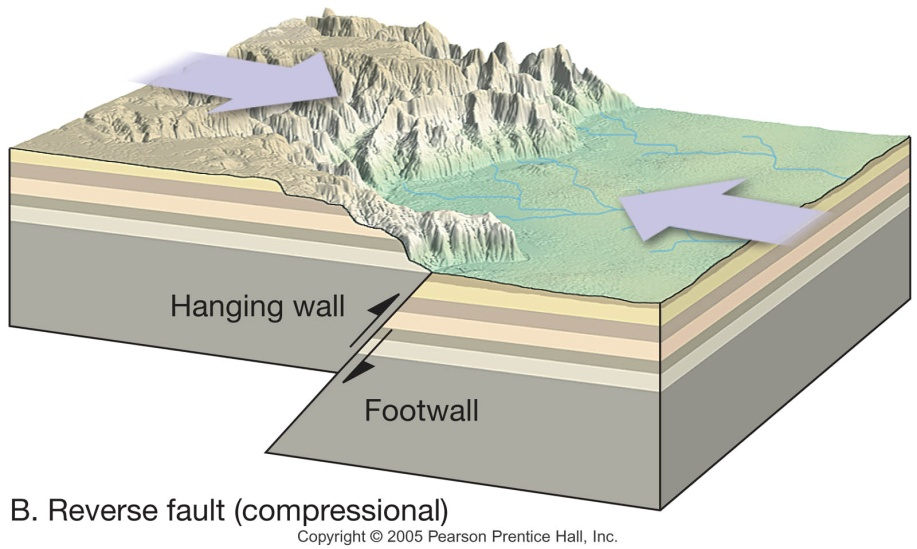 Hanging wall
Footwall
B. Reverse fault (compressional)
Copyright © 2005 Pearson Prentice Hall, Inc.